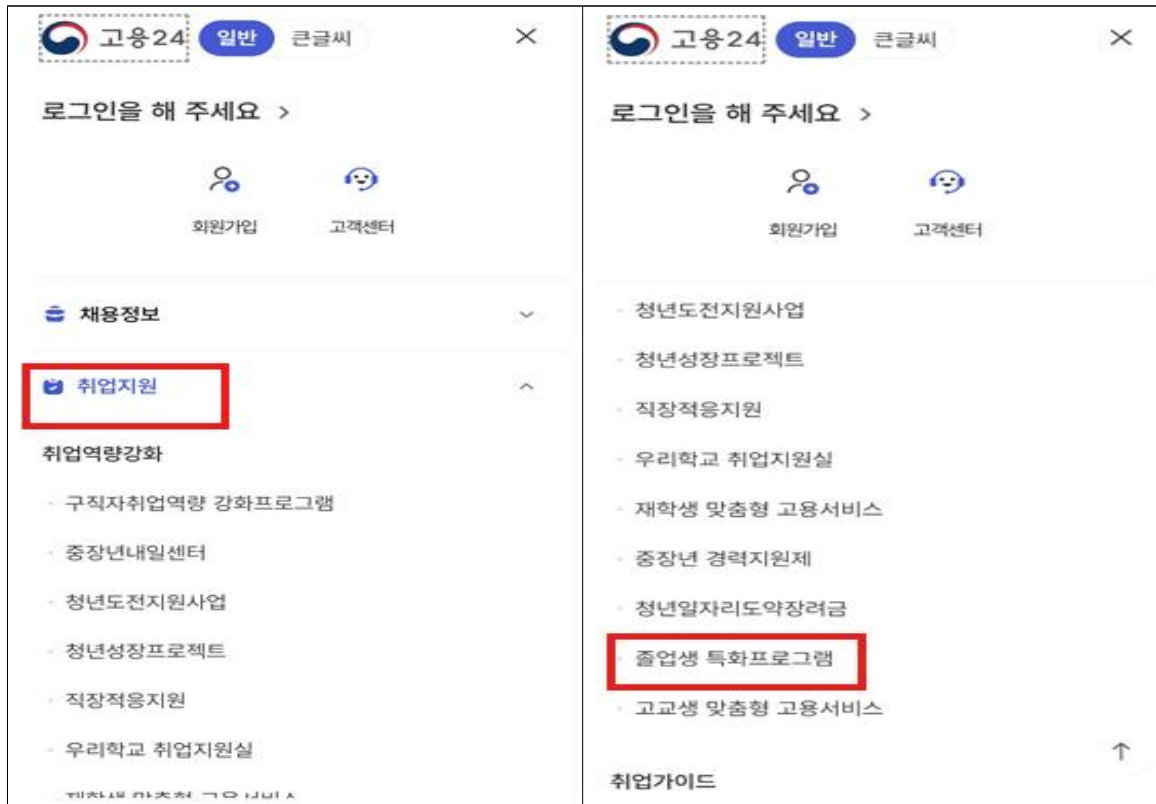 고용24 일반 큰글씨
로그인을 해 주세요 >
회원가입 고객센터
채용정보
취업지원
취업역량강화
구직자취업역량 강화프로그램
중장년내일센터
청년도전지원사업
청년성장프로젝트
직장적응지원
우리학교 취업지원실
고용24 일반 큰글씨
로그인을 해 주세요 >
회원가입 고객센터
청년도전지원사업
청년성장프로젝트
직장적응지원
우리학교 취업지원실
재학생 맞춤형 고용서비스
중장년 경력지원제
청년일자리도약장려금
졸업생 특화프로그램
고교생 맞춤형 고용서비스
취업가이드